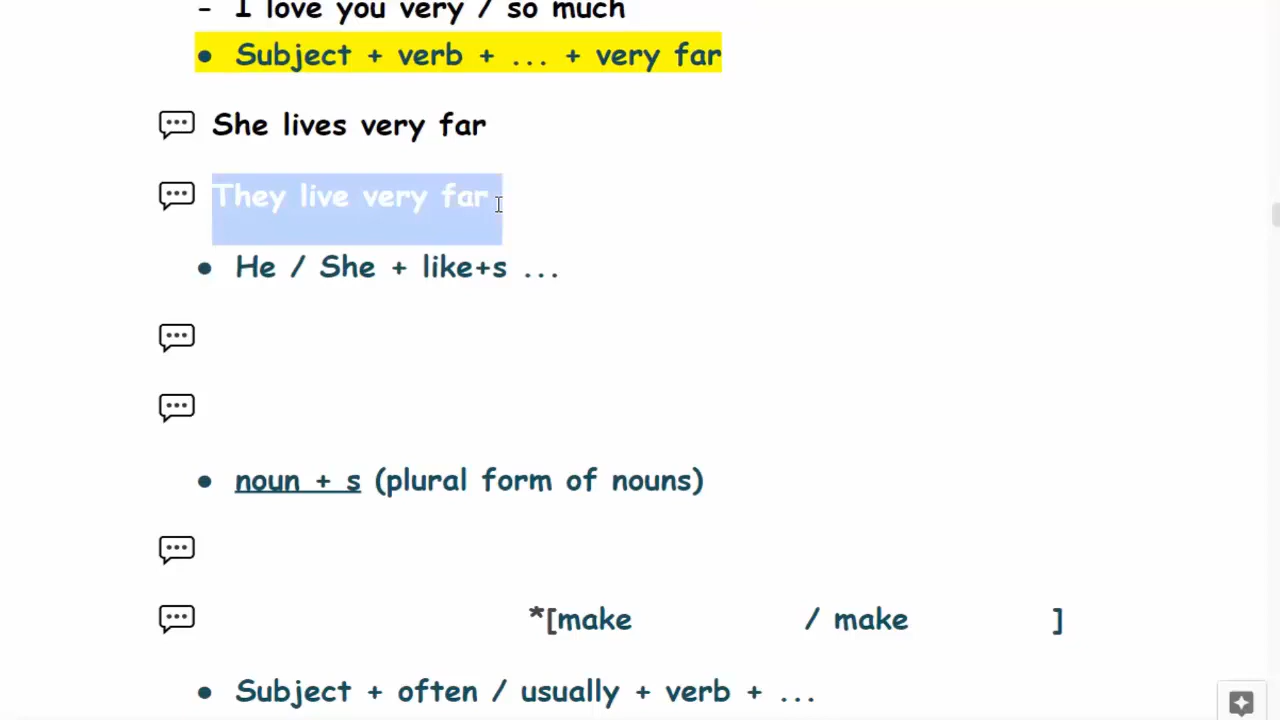 - I love you very / so much
● Subject + verb + ... + very far
She lives very far
They live very far
● He / She + like+s ...
● noun + s (plural form of nouns)
*[make / make ]
● Subject + often / usually + verb + ...